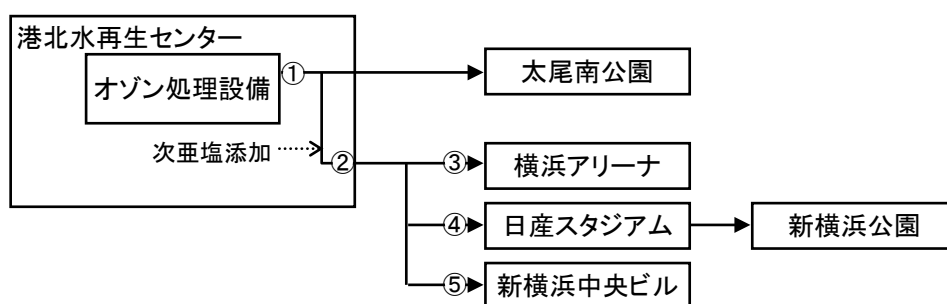 港北水再生センター
オゾン処理設備
①
太尾南公園
次亜塩添加
②
③
横浜アリーナ
④
日産スタジアム
新横浜公園
⑤
新横浜中央ビル